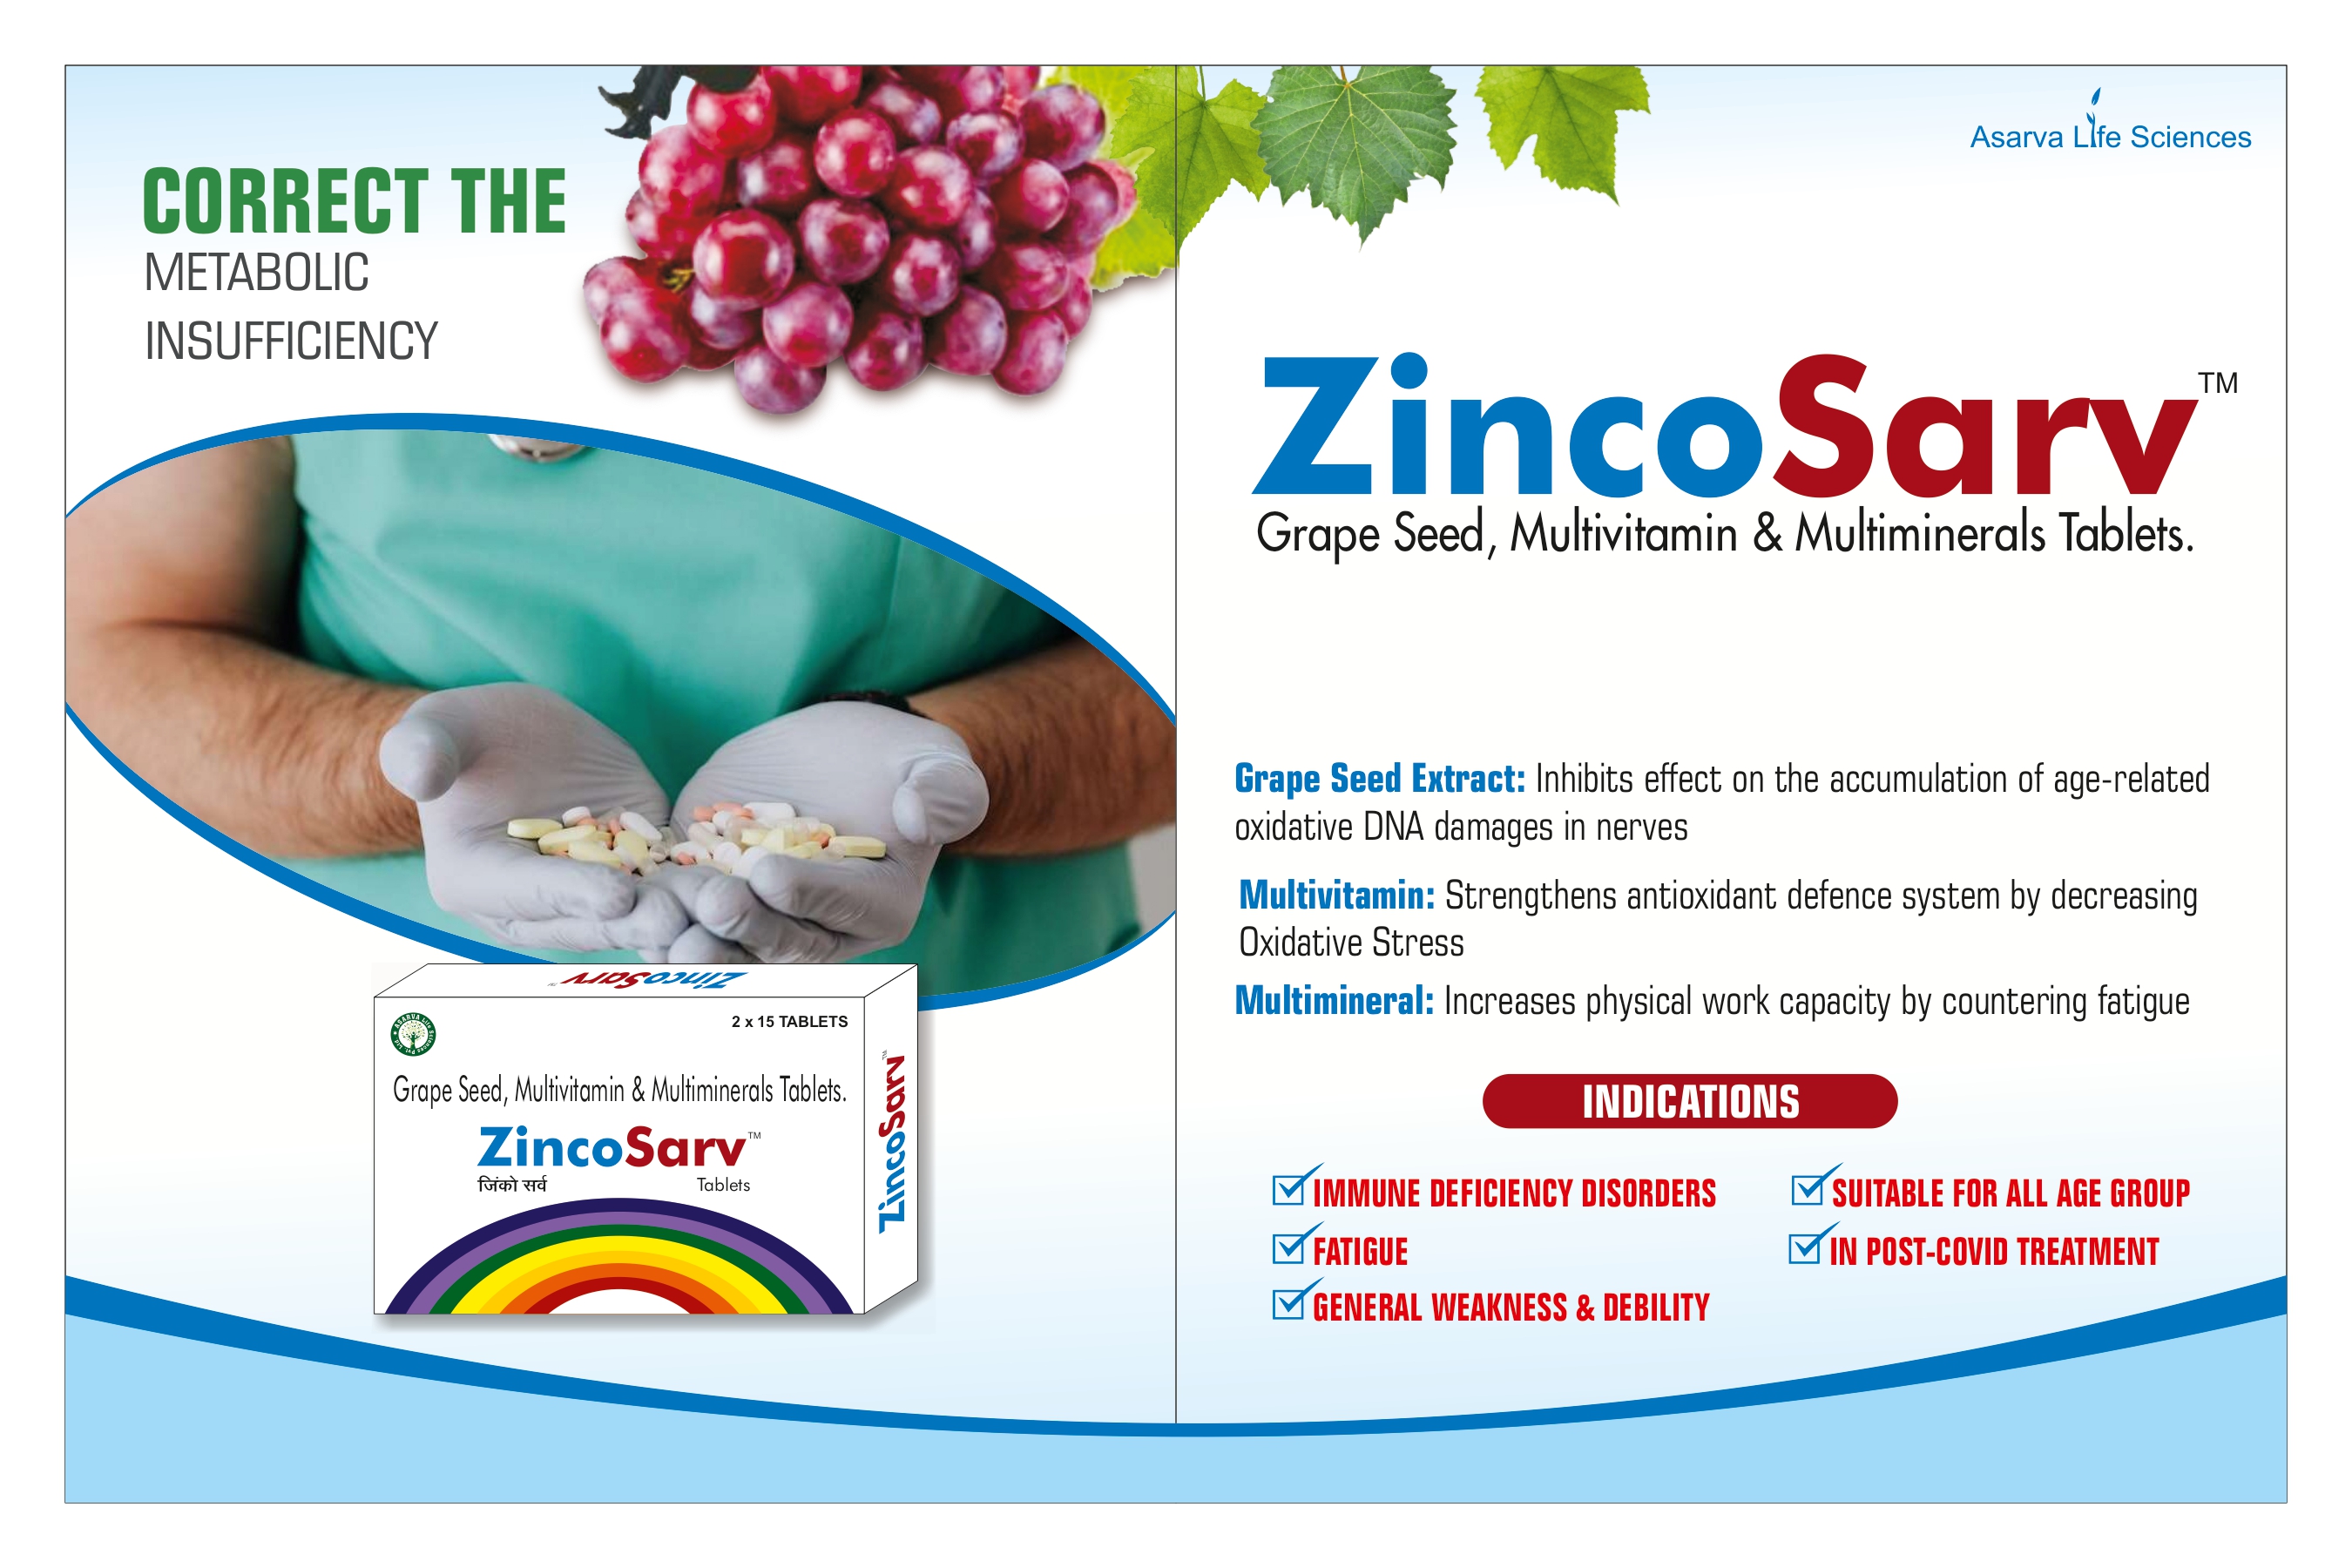 CORRECT THE
METABOLIC
INSUFFICIENCY
ZincoSarv
2 x 15 TABLETS
Grape Seed, Multivitamin & Multiminerals Tablets.
ZincoSarv™
जिंको सर्व
Tablets
ZincoSarv™
Asarva Life Sciences
ZincoSarv™
Grape Seed, Multivitamin & Multiminerals Tablets.
Grape Seed Extract: Inhibits effect on the accumulation of age-related
oxidative DNA damages in nerves
Multivitamin: Strengthens antioxidant defence system by decreasing
Oxidative Stress
Multimineral: Increases physical work capacity by countering fatigue
INDICATIONS
IMMUNE DEFICIENCY DISORDERS
FATIGUE
GENERAL WEAKNESS & DEBILITY
SUITABLE FOR ALL AGE GROUP
IN POST-COVID TREATMENT